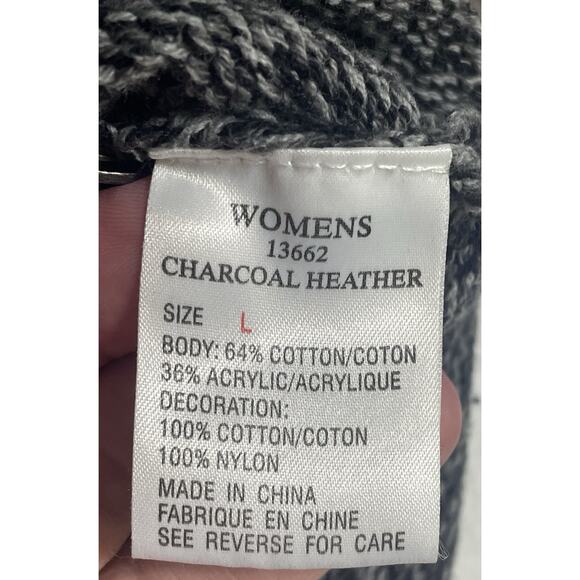 WOMENS
13662
CHARCOAL HEATHER
SIZE L
BODY: 64% COTTON/COTON
36% ACRYLIC/ACRYLIQUE
DECORATION:
100% COTTON/COTON
100% NYLON
MADE IN CHINA
FABRIQUE EN CHINE
SEE REVERSE FOR CARE